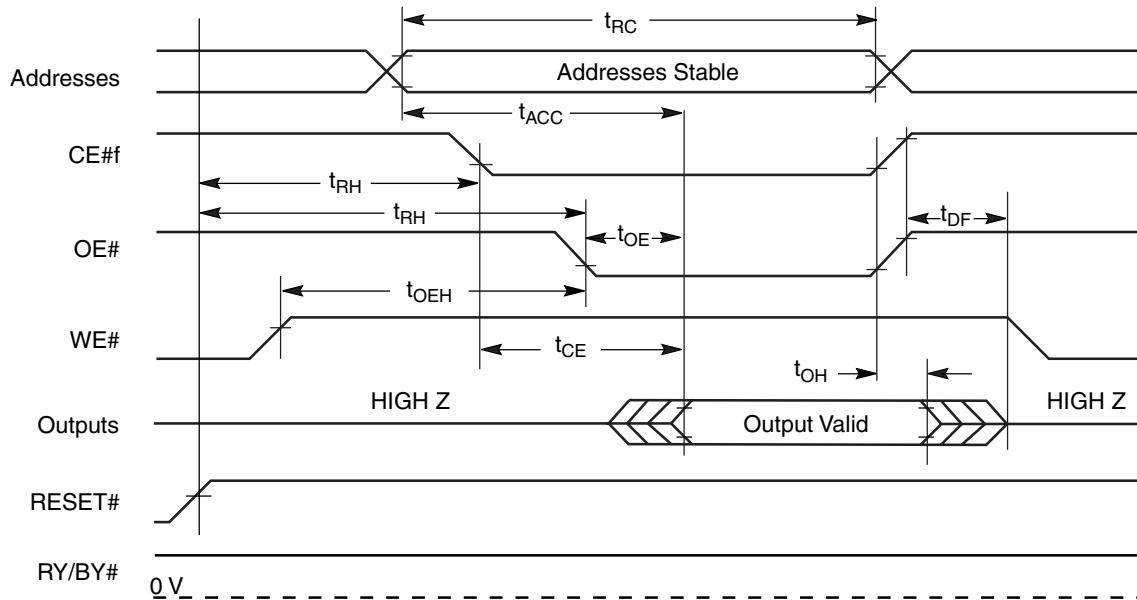 tRC
Addresses
Addresses Stable
tACC
CE#f
tRH
tRH
tDF
tOE
OE#
tOEH
WE#
tCE
tOH
HIGH Z
HIGH Z
Outputs
Output Valid
RESET#
RY/BY#
0 V